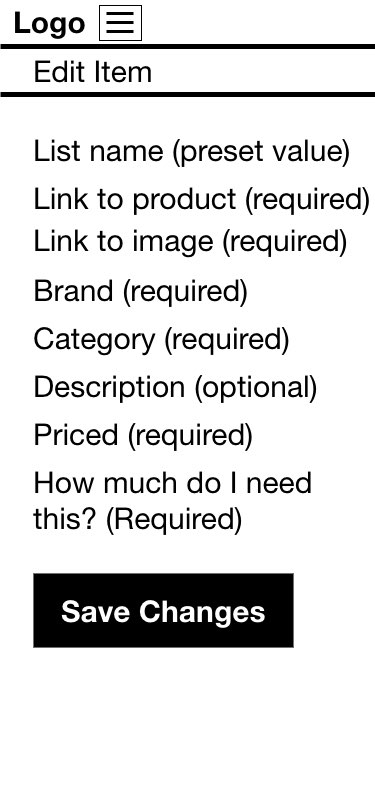 Logo
Edit Item
List name (preset value)
Link to product (required)
Link to image (required)
Brand (required)
Category (required)
Description (optional)
Priced (required)
How much do I need
this? (Required)
Save Changes